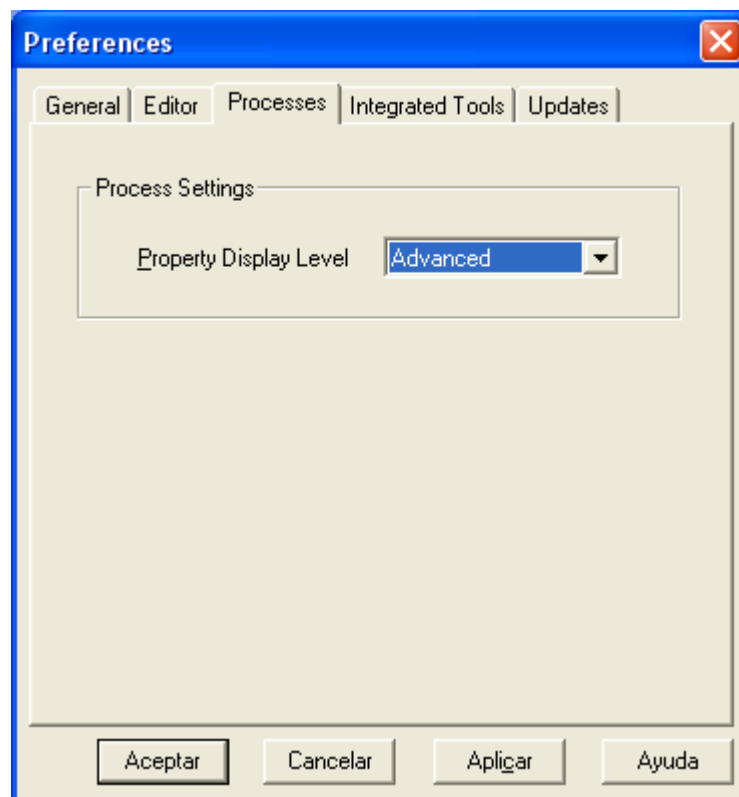 Preferences
General Editor Processes Integrated Tools Updates
Process Settings
Property Display Level Advanced
Aceptar Cancelar Aplicar Ayuda